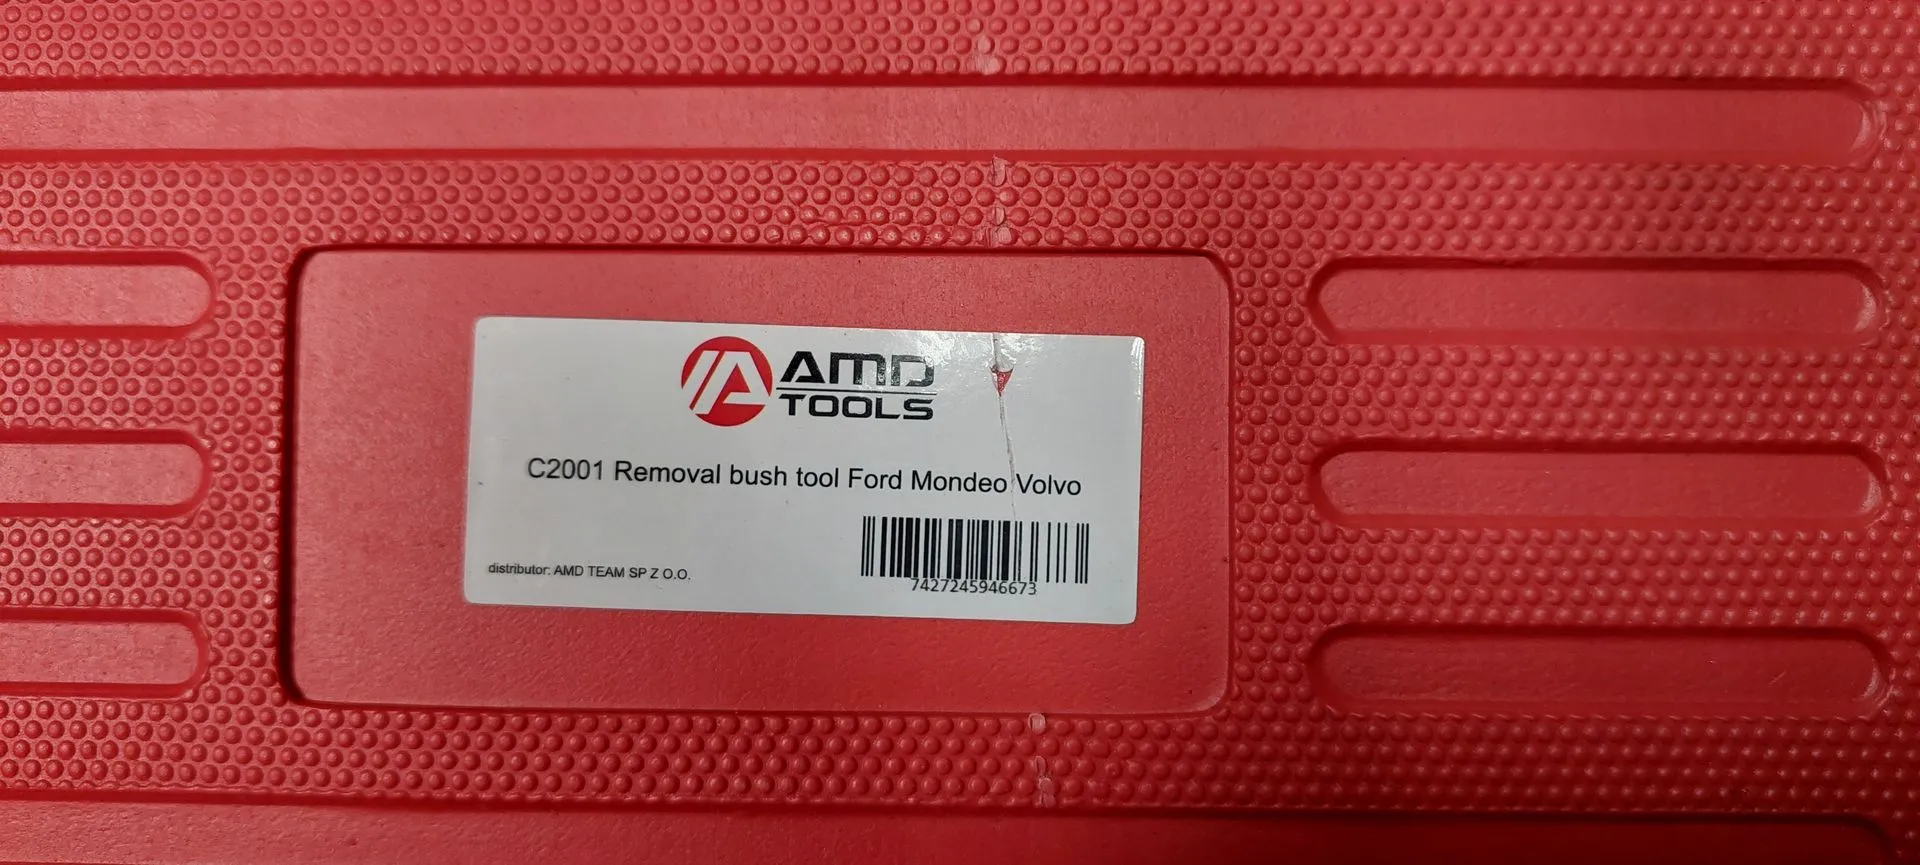 AMD
TOOLS
C2001 Removal bush tool Ford Mondeo Volvo
distributor: AMD TEAM SP Z O.O.
7427245946673